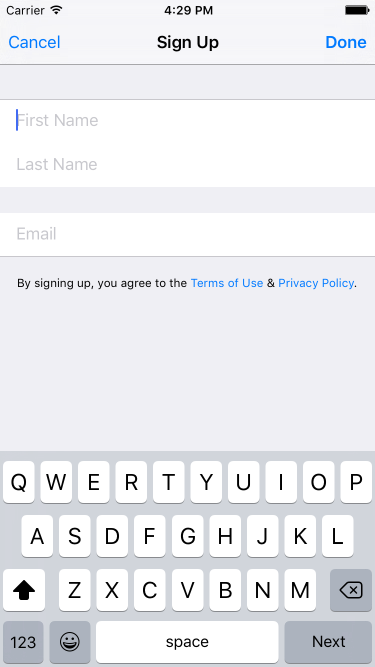 Carrier 4:29 PM
Cancel Sign Up Done
First Name
Last Name
Email
By signing up, you agree to the Terms of Use & Privacy Policy.
Q W E R T Y U I O P
A S D F G H J K L
Z X C V B N M
123 space Next